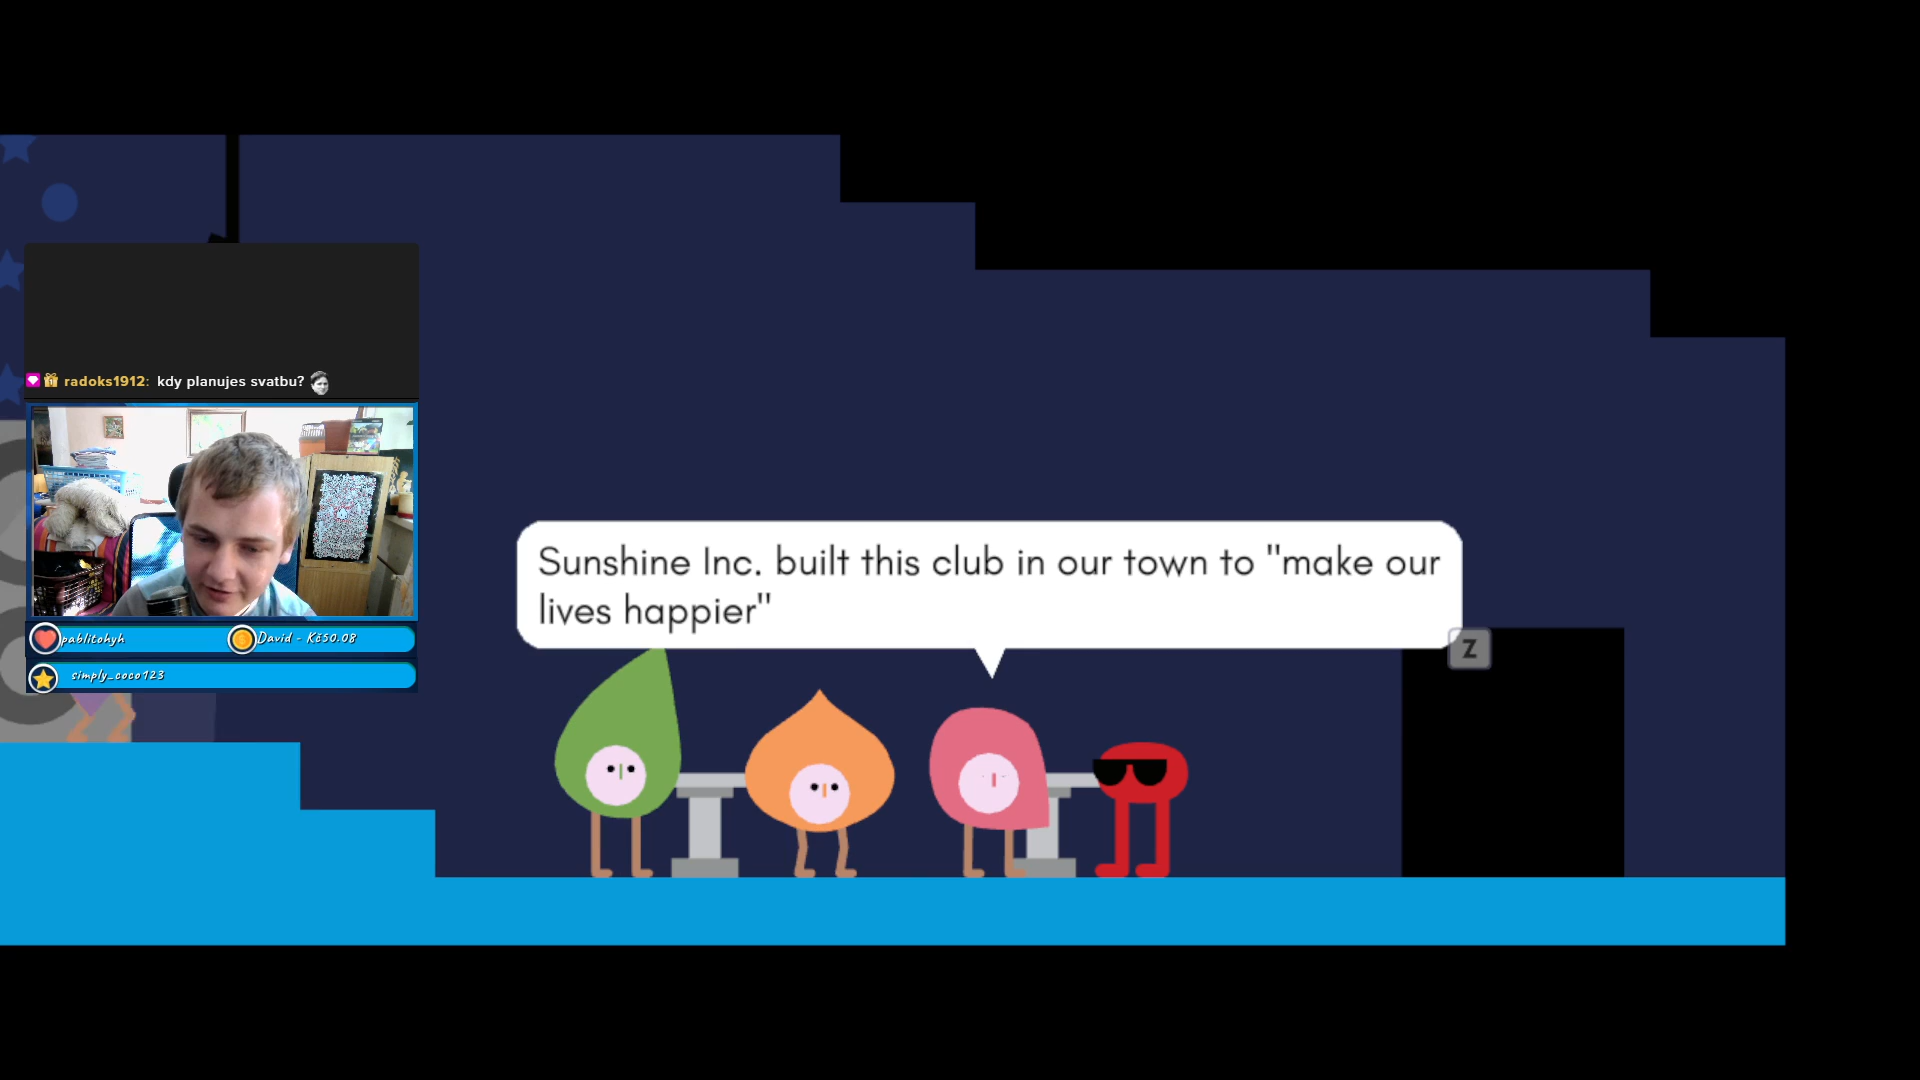 radoks1912: kdy planujes svatbu?
Sunshine Inc. built this club in our town to "make our
lives happier"
Z
pablitohyh
David - Kč50.08
simply_coco123